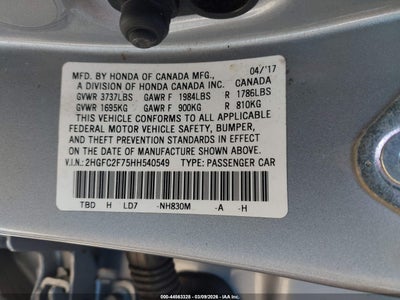 MFD. BY HONDA OF CANADA MFG., 04/'17
A DIVISION OF HONDA CANADA INC. CANADA
GVWR 3737LBS GAWR F 1984LBS R 1786LBS
GVWR 1695KG GAWR F 900KG R 810KG
THIS VEHICLE CONFORMS TO ALL APPLICABLE
FEDERAL MOTOR VEHICLE SAFETY, BUMPER,
AND THEFT PREVENTION STANDARDS IN EFFECT
ON THE DATE OF MANUFACTURE SHOWN ABOVE.
V.I.N.: 2HGFC2F75HH540549 TYPE: PASSENGER CAR
TBD H LD7 -NH830M -A -H
000-44563328 - 03/09/2026 - IAA, Inc.